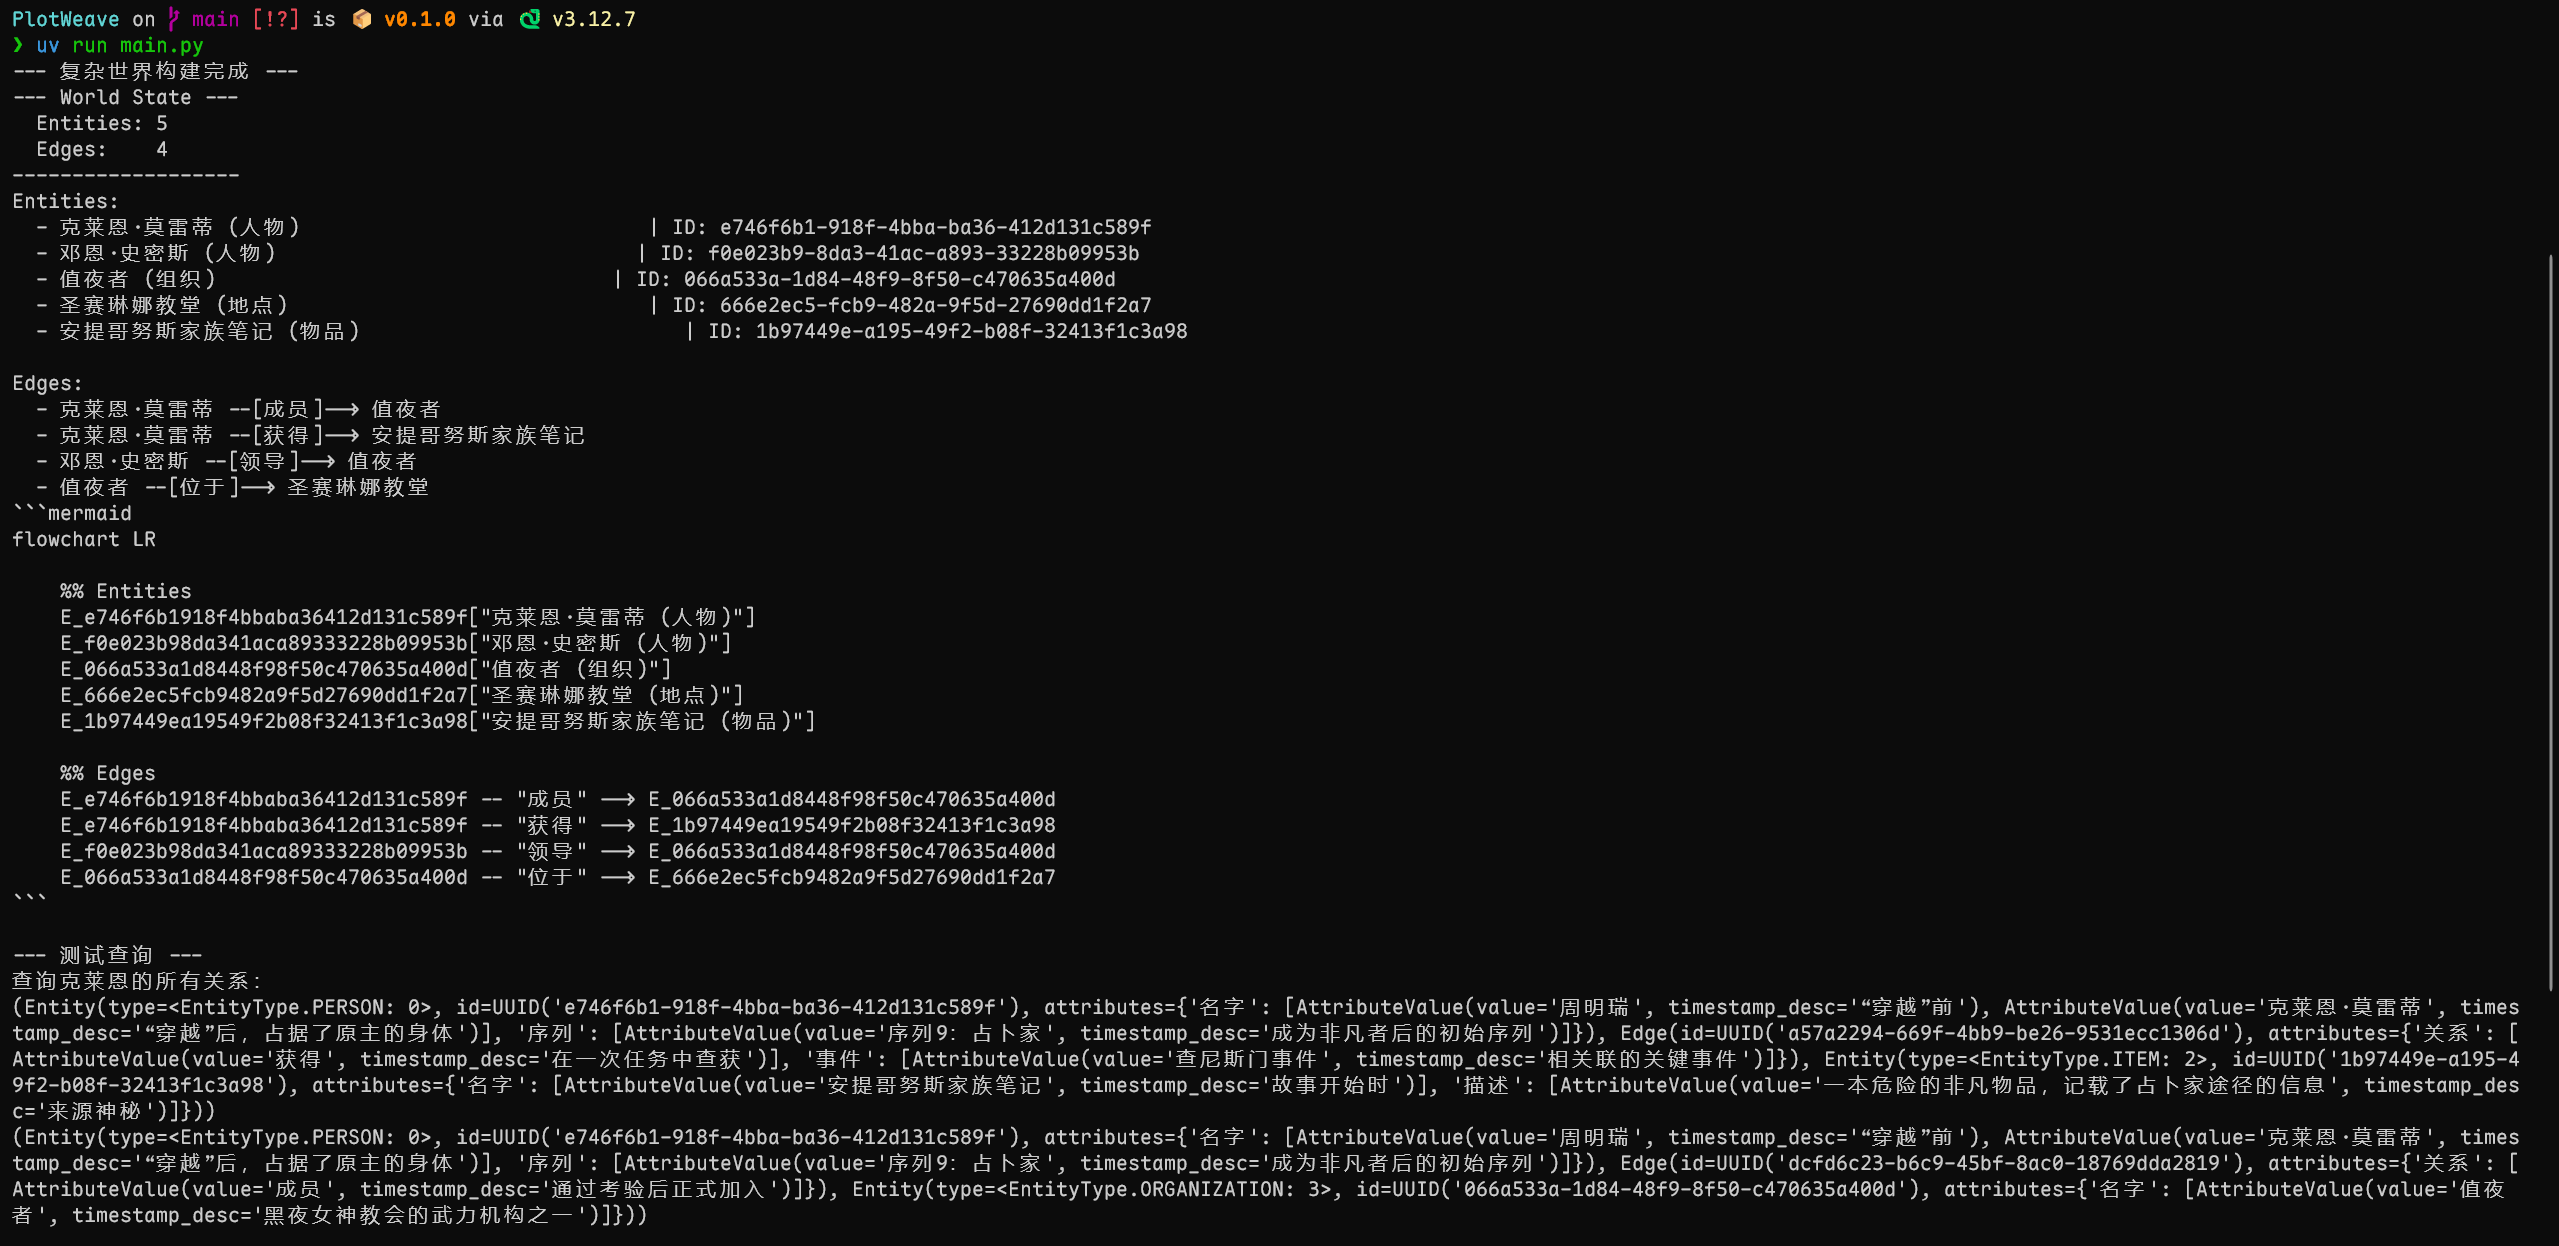 PlotWeave on main [!?] is 📦 v0.1.0 via v3.12.7
❯ uv run main.py
--- 复杂世界构建完成 ---
--- World State ---
  Entities: 5
  Edges:    4
-------------------
Entities:
  - 克莱恩·莫雷蒂 (人物)                             | ID: e746f6b1-918f-4bba-ba36-412d131c589f
  - 邓恩·史密斯 (人物)                              | ID: f0e023b9-8da3-41ac-a893-33228b09953b
  - 值夜者 (组织)                                 | ID: 066a533a-1d84-48f9-8f50-c470635a400d
  - 圣赛琳娜教堂 (地点)                              | ID: 666e2ec5-fcb9-482a-9f5d-27690dd1f2a7
  - 安提哥努斯家族笔记 (物品)                           | ID: 1b97449e-a195-49f2-b08f-32413f1c3a98

Edges:
  - 克莱恩·莫雷蒂 --[成员]--> 值夜者
  - 克莱恩·莫雷蒂 --[获得]--> 安提哥努斯家族笔记
  - 邓恩·史密斯 --[领导]--> 值夜者
  - 值夜者 --[位于]--> 圣赛琳娜教堂
```mermaid
flowchart LR

    %% Entities
    E_e746f6b1918f4bbaba36412d131c589f["克莱恩·莫雷蒂 (人物)"]
    E_f0e023b98da341aca89333228b09953b["邓恩·史密斯 (人物)"]
    E_066a533a1d8448f98f50c470635a400d["值夜者 (组织)"]
    E_666e2ec5fcb9482a9f5d27690dd1f2a7["圣赛琳娜教堂 (地点)"]
    E_1b97449ea19549f2b08f32413f1c3a98["安提哥努斯家族笔记 (物品)"]

    %% Edges
    E_e746f6b1918f4bbaba36412d131c589f -- "成员" --> E_066a533a1d8448f98f50c470635a400d
    E_e746f6b1918f4bbaba36412d131c589f -- "获得" --> E_1b97449ea19549f2b08f32413f1c3a98
    E_f0e023b98da341aca89333228b09953b -- "领导" --> E_066a533a1d8448f98f50c470635a400d
    E_066a533a1d8448f98f50c470635a400d -- "位于" --> E_666e2ec5fcb9482a9f5d27690dd1f2a7
```

--- 测试查询 ---
查询克莱恩的所有关系:
(Entity(type=<EntityType.PERSON: 0>, id=UUID('e746f6b1-918f-4bba-ba36-412d131c589f'), attributes={'名字': [AttributeValue(value='周明瑞', timestamp_desc='“穿越”前'), AttributeValue(value='克莱恩·莫雷蒂', times
tamp_desc='“穿越”后，占据了原主的身体')], '序列': [AttributeValue(value='序列9: 占卜家', timestamp_desc='成为非凡者后的初始序列')]}), Edge(id=UUID('a57a2294-669f-4bb9-be26-9531ecc1306d'), attributes={'关系': [
AttributeValue(value='获得', timestamp_desc='在一次任务中查获')], '事件': [AttributeValue(value='查尼斯门事件', timestamp_desc='相关联的关键事件')]}), Entity(type=<EntityType.ITEM: 2>, id=UUID('1b97449e-a195-4
9f2-b08f-32413f1c3a98'), attributes={'名字': [AttributeValue(value='安提哥努斯家族笔记', timestamp_desc='故事开始时')], '描述': [AttributeValue(value='一本危险的非凡物品，记载了占卜家途径的信息', timestamp_des
c='来源神秘')]}))
(Entity(type=<EntityType.PERSON: 0>, id=UUID('e746f6b1-918f-4bba-ba36-412d131c589f'), attributes={'名字': [AttributeValue(value='周明瑞', timestamp_desc='“穿越”前'), AttributeValue(value='克莱恩·莫雷蒂', times
tamp_desc='“穿越”后，占据了原主的身体')], '序列': [AttributeValue(value='序列9: 占卜家', timestamp_desc='成为非凡者后的初始序列')]}), Edge(id=UUID('dcfd6c23-b6c9-45bf-8ac0-18769dda2819'), attributes={'关系': [
AttributeValue(value='成员', timestamp_desc='通过考验后正式加入')]}), Entity(type=<EntityType.ORGANIZATION: 3>, id=UUID('066a533a-1d84-48f9-8f50-c470635a400d'), attributes={'名字': [AttributeValue(value='值夜
者', timestamp_desc='黑夜女神教会的武力机构之一')]}))